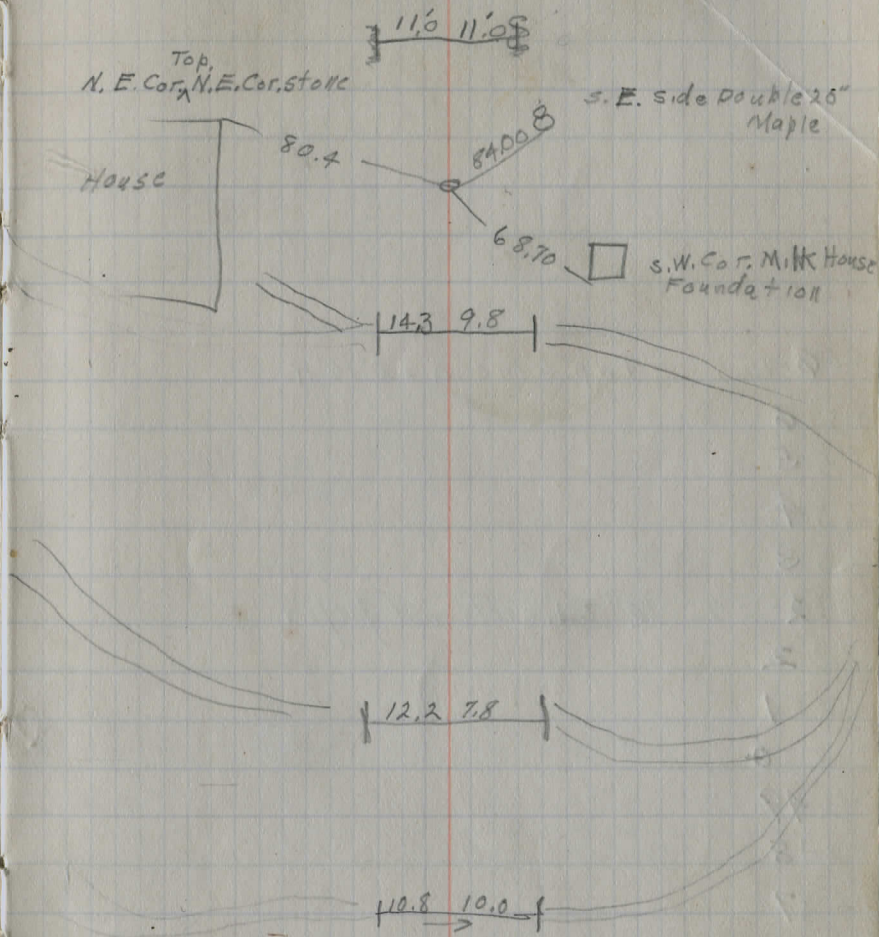 11.0 11.0
Top,
N. E. Cor. ^ N.E. Cor. stone
S. E. Side Double 28"
Maple
80.4
84.00
House
68.70
S.W. Cor. Milk House
Foundation
14.3 9.8
12.2 7.8
10.8 10.0